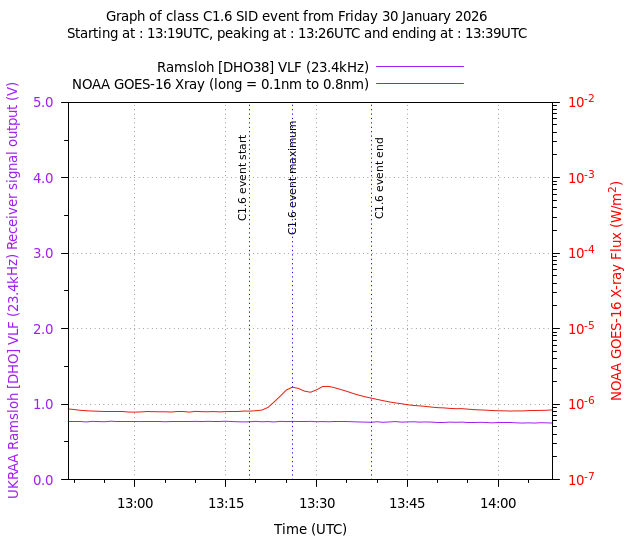 Graph of class C1.6 SID event from Friday 30 January 2026
Starting at : 13:19UTC, peaking at : 13:26UTC and ending at : 13:39UTC
Ramsloh [DHO38] VLF (23.4kHz)
NOAA GOES-16 Xray (long = 0.1nm to 0.8nm)
UKRAA Ramsloh [DHO] VLF (23.4kHz) Receiver signal output (V)
5.0
4.0
3.0
2.0
1.0
0.0
C1.6 event start
C1.6 event maximum
C1.6 event end
10-2
10-3
10-4
10-5
10-6
10-7
NOAA GOES-16 X-ray Flux (W/m2)
13:00 13:15 13:30 13:45 14:00
Time (UTC)